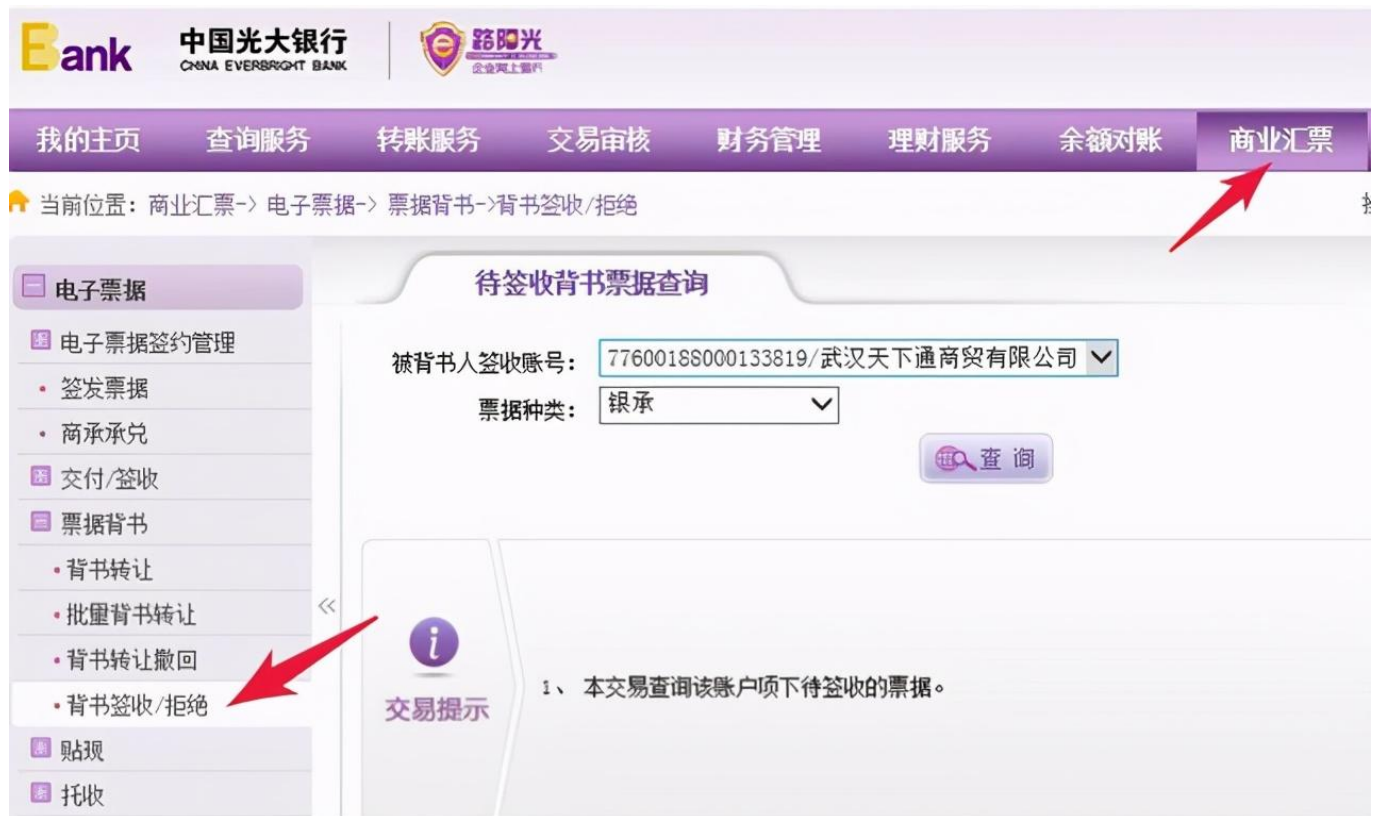 Bank
中国光大银行
CHINA EVERBRIGHT BANK
阳光
企业网上银行
我的主页 查询服务 转账服务 交易审核 财务管理 理财服务 余额对账 商业汇票
当前位置：商业汇票-> 电子票据-> 票据背书->背书签收/拒绝
电子票据
电子票据签约管理
签发票据
商承承兑
交付/签收
票据背书
背书转让
批量背书转让
背书转让撤回
背书签收/拒绝
贴现
托收
待签收背书票据查询
被背书人签收账号： 77600188000133819/武汉天下通商贸有限公司
票据种类： 银承
查 询
«
i
交易提示
1、 本交易查询该账户项下待签收的票据。